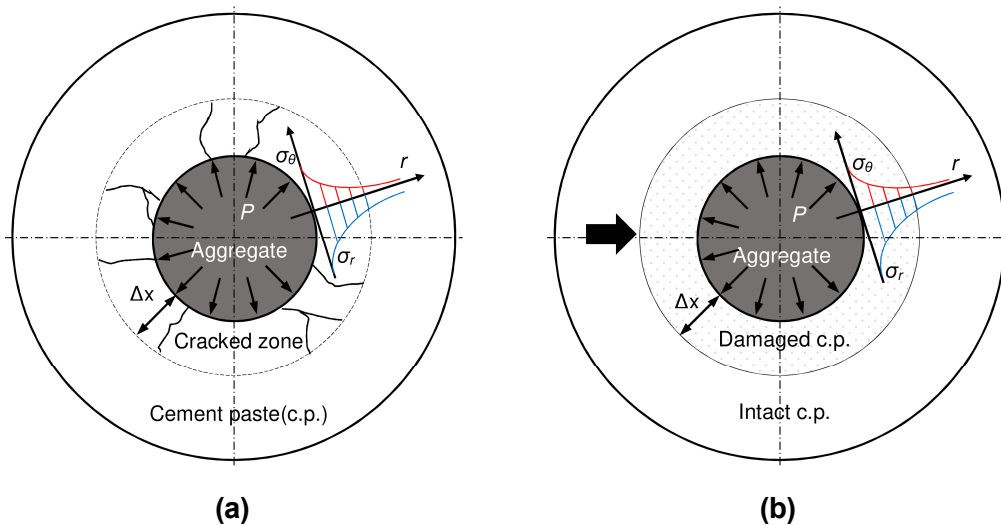 σθ
r
P
Aggregate
σr
Δx
Cracked zone
Cement paste(c.p.)
(a)
σθ
r
P
Aggregate
σr
Δx
Damaged c.p.
Intact c.p.
(b)